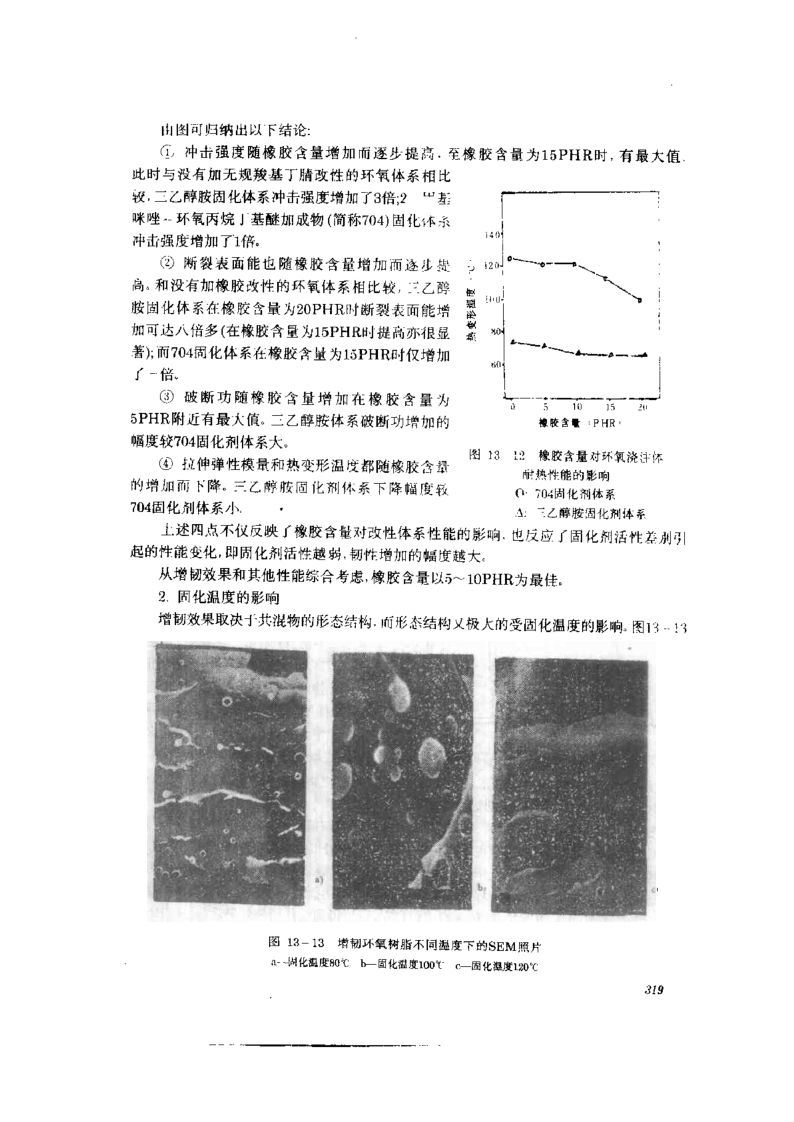 由图可归纳出以下结论:
① 冲击强度随橡胶含量增加而逐步提高,至橡胶含量为15PHR时,有最大值.
此时与没有加无规羧基丁腈改性的环氧体系相比
较,三乙醇胺固化体系冲击强度增加了3倍;2
咪唑--环氧丙烷丁基醚加成物(简称704)固化体系
冲击强度增加了1倍。
② 断裂表面能也随橡胶含量增加而逐步提
高。和没有加橡胶改性的环氧体系相比较,三乙醇
胺固化体系在橡胶含量为20PHR时断裂表面能增
加可达八倍多(在橡胶含量为15PHR时提高亦很显
著);而704固化体系在橡胶含量为15PHR时仅增加
了一倍。
③ 破断功随橡胶含量增加在橡胶含量为
5PHR附近有最大值。三乙醇胺体系破断功增加的
幅度较704固化剂体系大。
④ 拉伸弹性模量和热变形温度都随橡胶含量
的增加而下降。三乙醇胺固化剂体系下降幅度较
704固化剂体系小.
热变形温度 (℃)
140
120
100
80
60
0 5 10 15 20
橡胶含量 (PHR)
图 13 12 橡胶含量对环氧浇注体
耐热性能的影响
O: 704固化剂体系
△: 三乙醇胺固化剂体系
上述四点不仅反映了橡胶含量对改性体系性能的影响,也反应了固化剂活性差别引
起的性能变化,即固化剂活性越弱,韧性增加的幅度越大。
从增韧效果和其他性能综合考虑,橡胶含量以5~10PHR为最佳。
2. 固化温度的影响
增韧效果取决于共混物的形态结构,而形态结构又极大的受固化温度的影响。图13--13
a)
b)
c)
图 13-13 增韧环氧树脂不同温度下的SEM照片
a--固化温度80℃ b—固化温度100℃ c—固化温度120℃
319